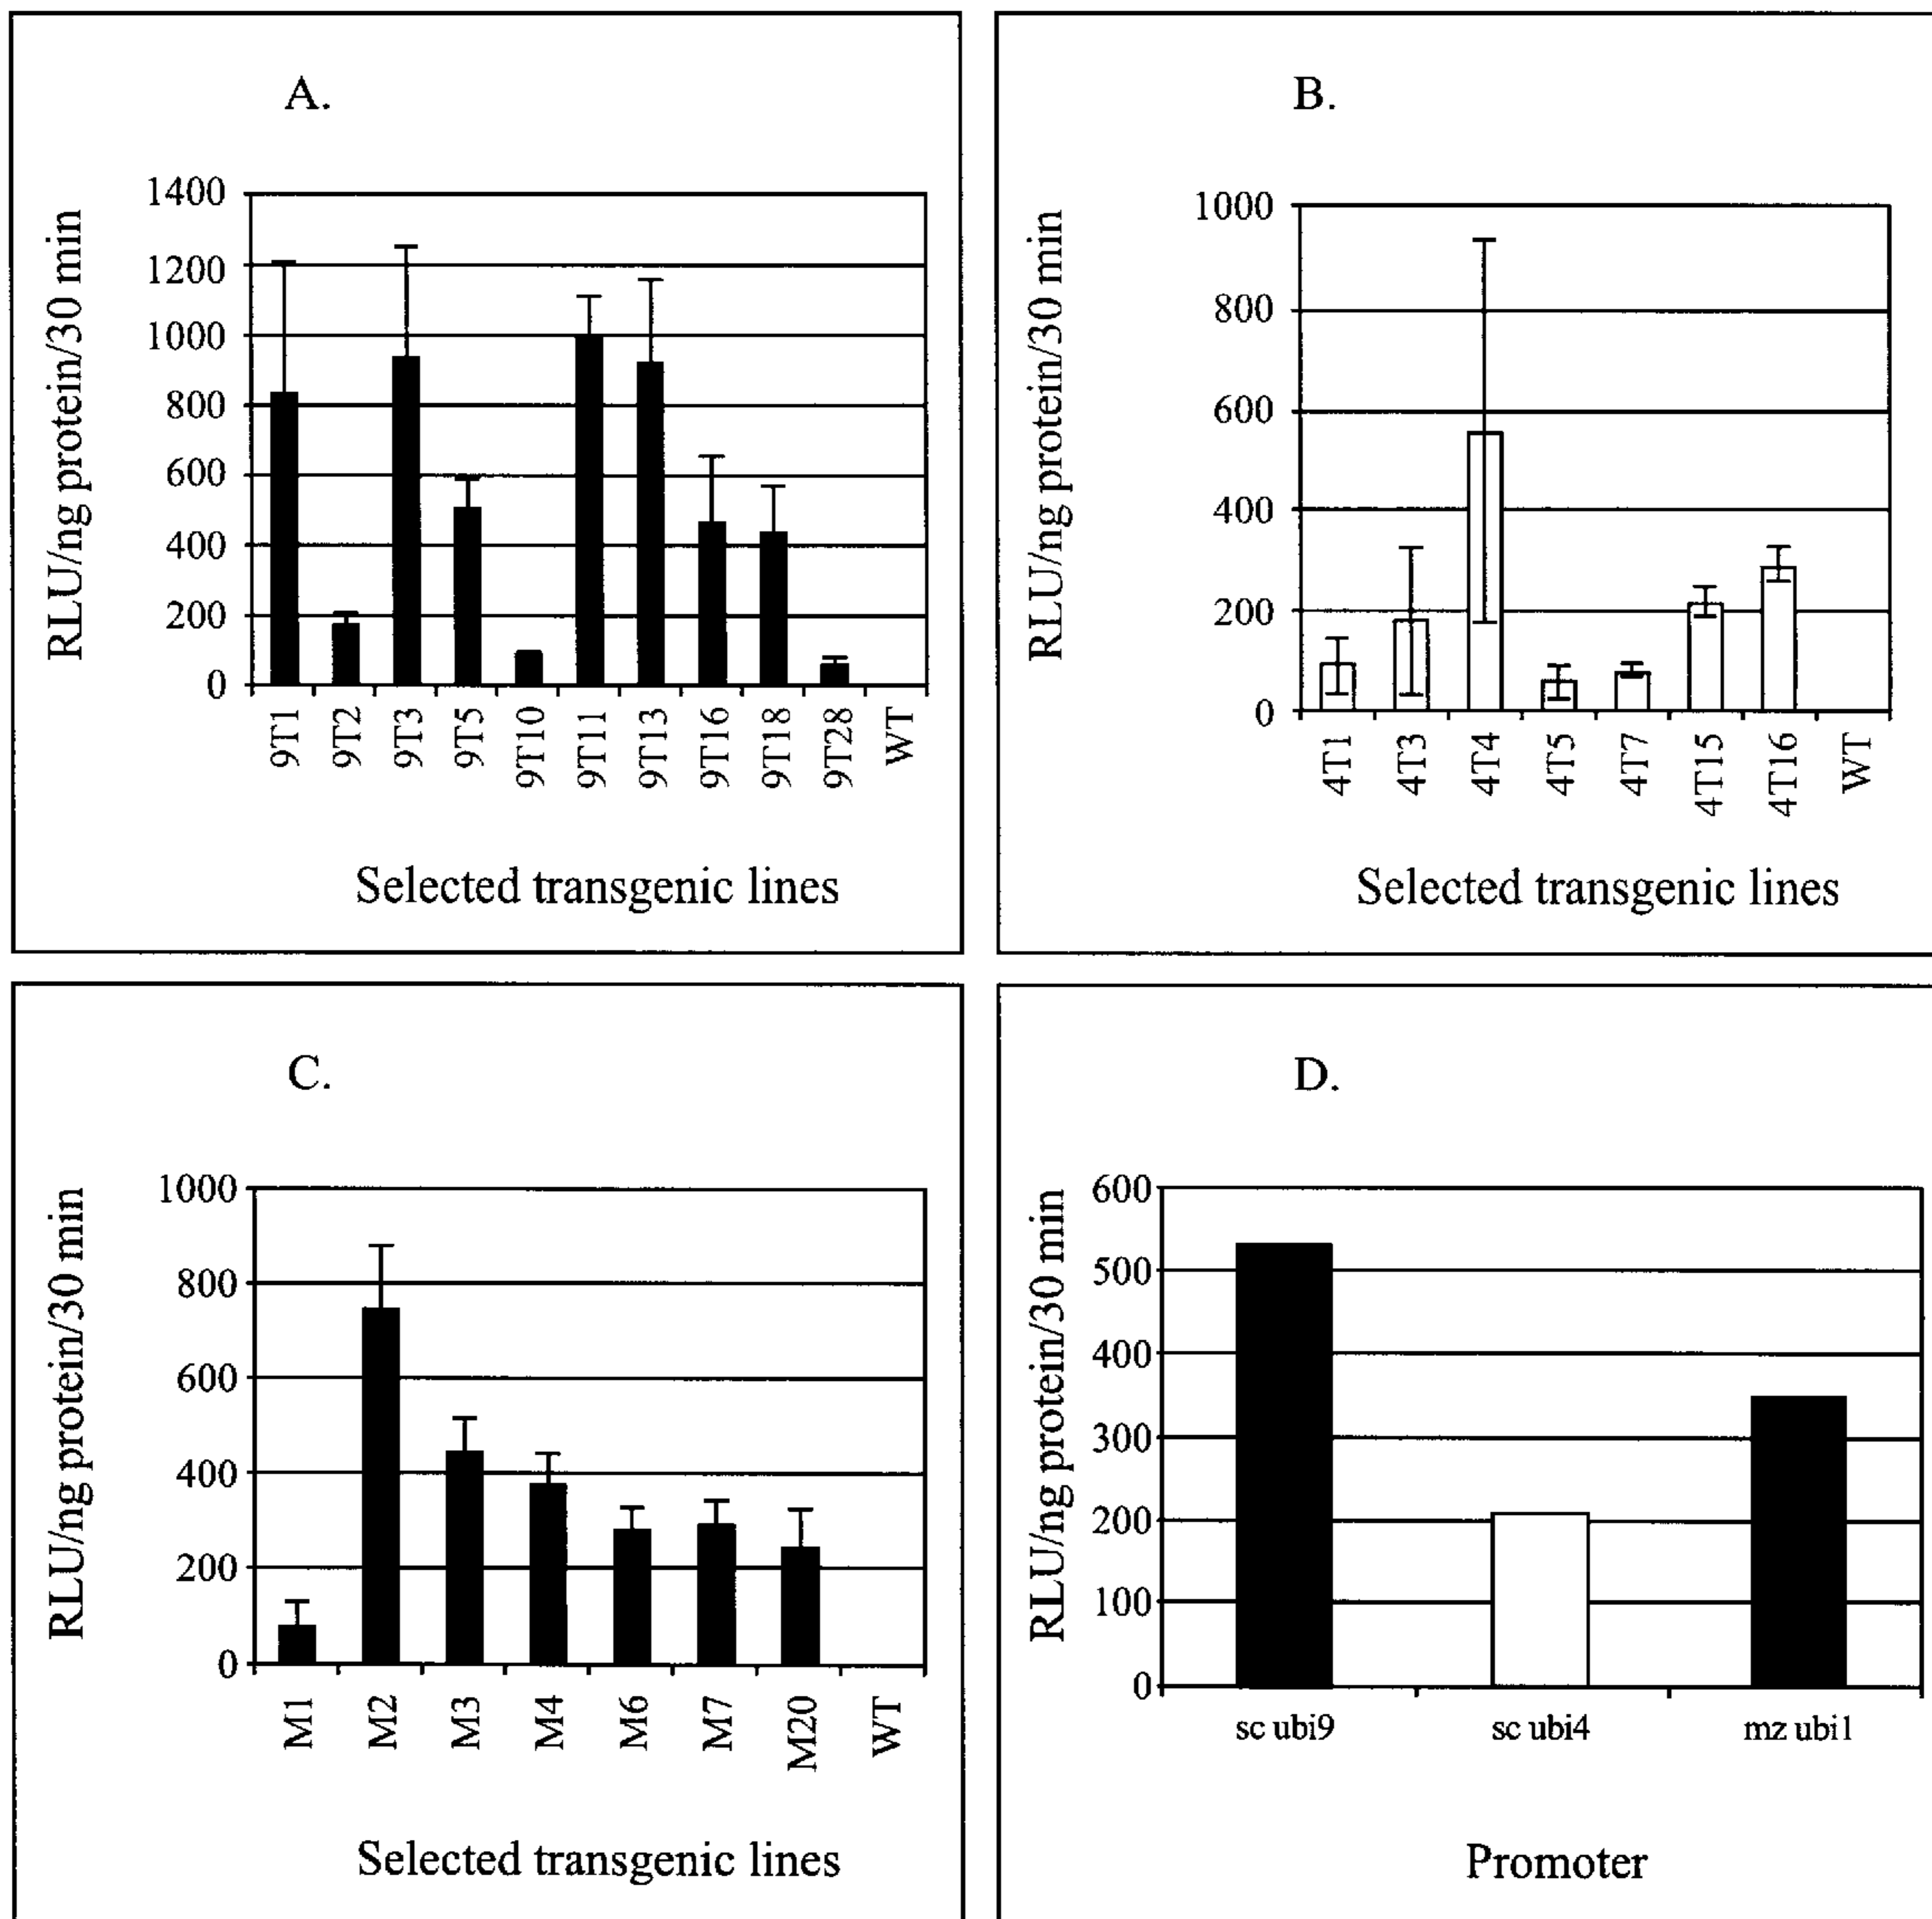 A.
RLU/ng protein/30 min
1400
1200
1000
800
600
400
200
0
9T1
9T2
9T3
9T5
9T10
9T11
9T13
9T16
9T18
9T28
WT
Selected transgenic lines
B.
RLU/ng protein/30 min
1000
800
600
400
200
0
4T1
4T3
4T4
4T5
4T7
4T15
4T16
WT
Selected transgenic lines
C.
RLU/ng protein/30 min
1000
800
600
400
200
0
M1
M2
M3
M4
M6
M7
M20
WT
Selected transgenic lines
D.
RLU/ng protein/30 min
600
500
400
300
200
100
0
sc ubi9
sc ubi4
mz ubi1
Promoter